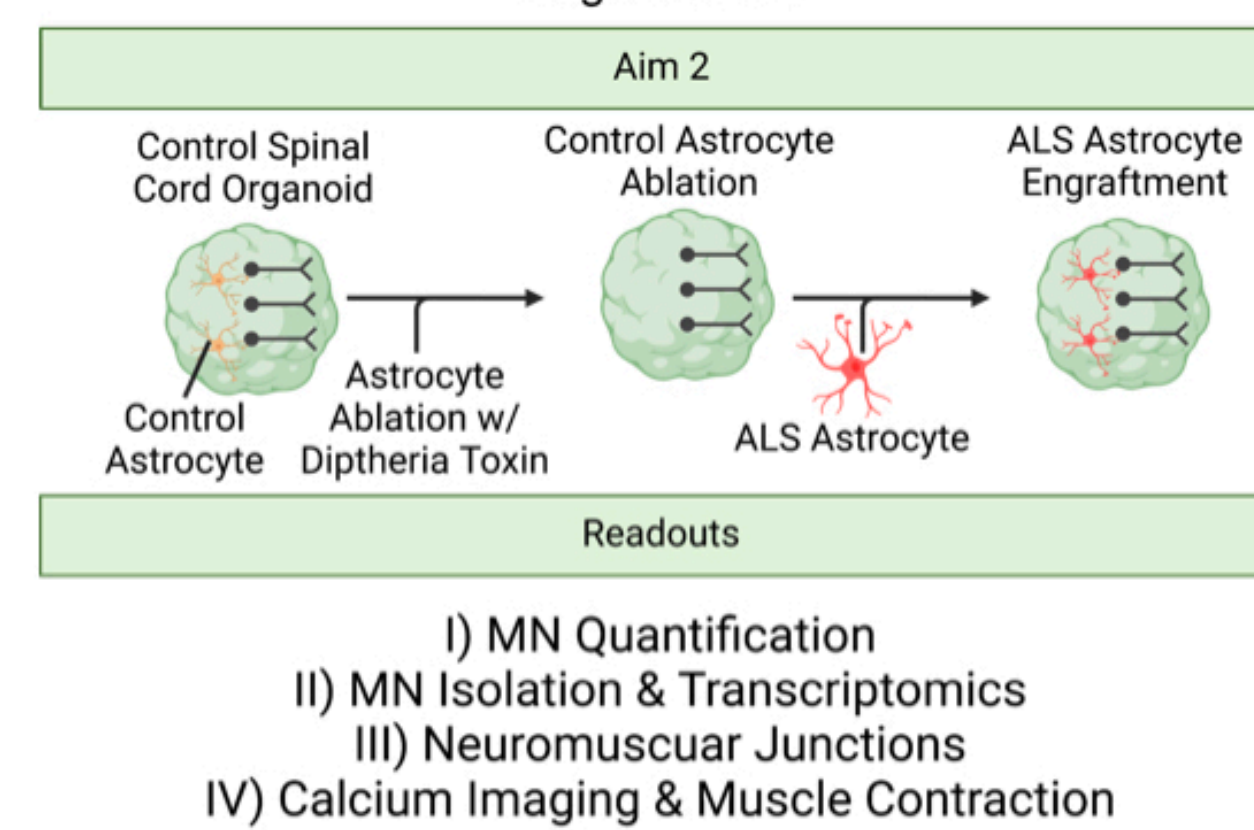 Aim 2
Control Spinal
Cord Organoid
Control Astrocyte
Ablation
ALS Astrocyte
Engraftment
Control
Astrocyte
Astrocyte
Ablation w/
Diptheria Toxin
ALS Astrocyte
Readouts
I) MN Quantification
II) MN Isolation & Transcriptomics
III) Neuromuscuar Junctions
IV) Calcium Imaging & Muscle Contraction